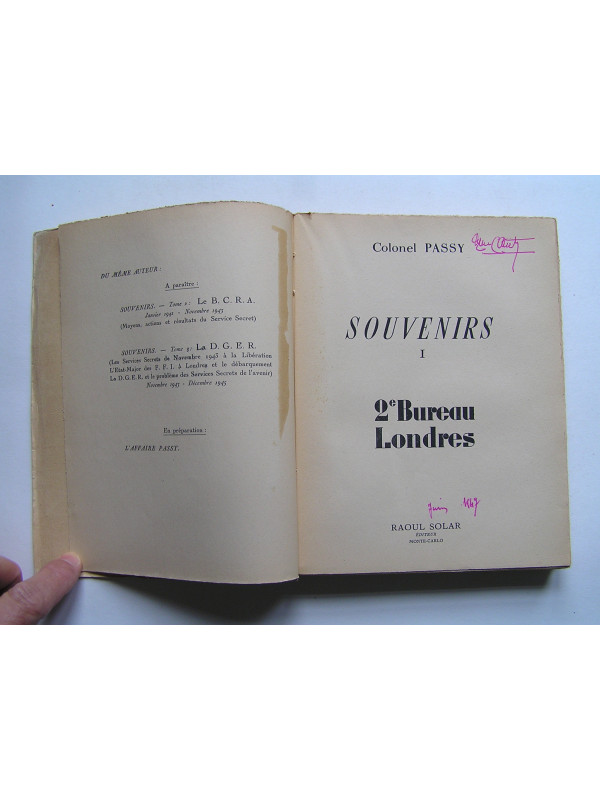 DU MÊME AUTEUR :
A paraître :
SOUVENIRS. — Tome 2 : Le B. C. R. A.
Janvier 1941 - Novembre 1943
(Moyens, actions et résultats du Service Secret)
SOUVENIRS. — Tome 3 : La D. G. E. R.
(Les Services Secrets de Novembre 1943 à la Libération
L'Etat-Major des F. F. I. à Londres et le débarquement
La D. G. E. R. et le problème des Services Secrets de l'avenir)
Novembre 1943 - Décembre 1945
En préparation :
L'AFFAIRE PASSY.
Colonel PASSY
SOUVENIRS
I
2e Bureau
Londres
juin 1947
RAOUL SOLAR
ÉDITEUR
MONTE-CARLO